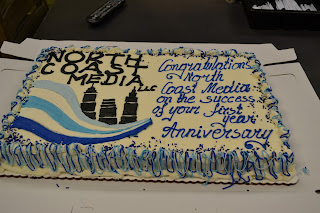 NORTH
COAST
MEDIA
LLC
Congratulations
North
Coast Media
on the success
of your first
year
Anniversary